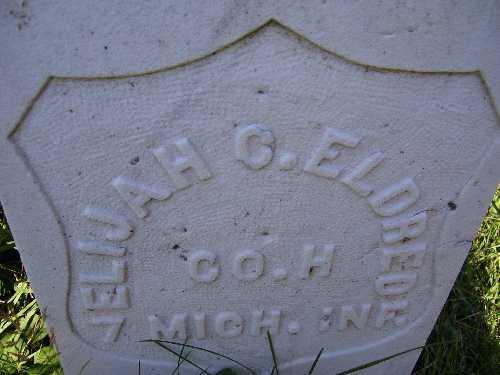 ELIJAH C. ELDRED.
CO. H
7 MICH. INF.